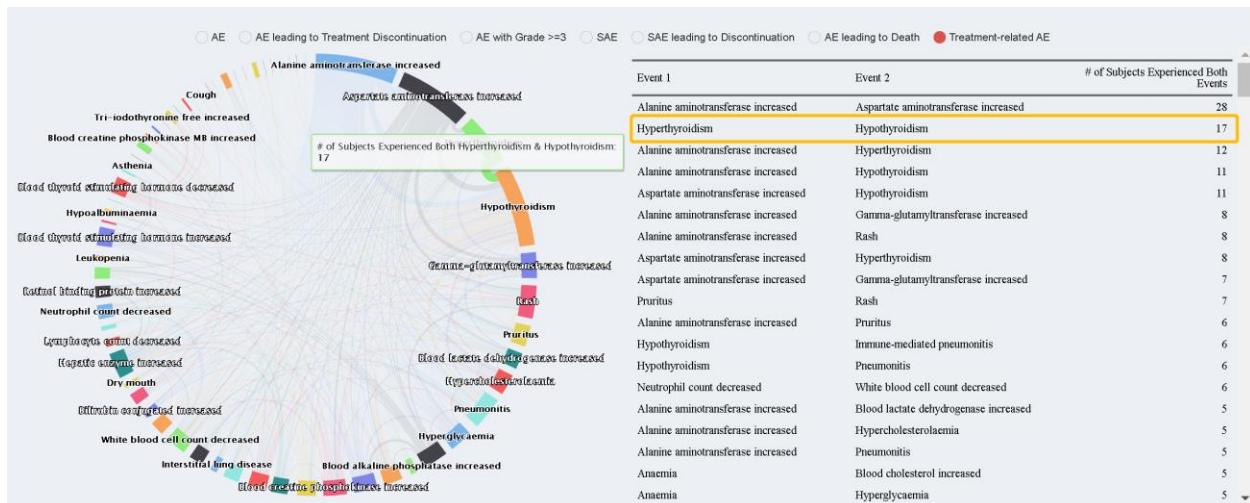 AE AE leading to Treatment Discontinuation AE with Grade >=3 SAE SAE leading to Discontinuation AE leading to Death Treatment-related AE
Alanine aminotransferase increased
Aspartate aminotransferase increased
Cough
Tri-iodothyronine free increased
Blood creatine phosphokinase MB increased
# of Subjects Experienced Both Hyperthyroidism & Hypothyroidism:
17
Asthenia
Blood thyroid stimulating hormone decreased
Hypothyroidism
Hypoalbuminaemia
Blood thyroid stimulating hormone increased
Leukopenia
Gamma-glutamyltransferase increased
Retinol binding protein increased
Rash
Neutrophil count decreased
Pruritus
Lymphocyte count decreased
Blood lactate dehydrogenase increased
Hepatic enzyme increased
Hypercholesterolaemia
Dry mouth
Pneumonitis
Bilirubin conjugated increased
Hyperglycaemia
White blood cell count decreased
Interstitial lung disease
Blood alkaline phosphatase increased
Blood creatine phosphokinase increased
Event 1 Event 2 # of Subjects Experienced Both
Events
Alanine aminotransferase increased Aspartate aminotransferase increased 28
Hyperthyroidism Hypothyroidism 17
Alanine aminotransferase increased Hyperthyroidism 12
Alanine aminotransferase increased Hypothyroidism 11
Aspartate aminotransferase increased Hypothyroidism 11
Alanine aminotransferase increased Gamma-glutamyltransferase increased 8
Alanine aminotransferase increased Rash 8
Aspartate aminotransferase increased Hyperthyroidism 8
Aspartate aminotransferase increased Gamma-glutamyltransferase increased 7
Pruritus Rash 7
Alanine aminotransferase increased Pruritus 6
Hypothyroidism Immune-mediated pneumonitis 6
Hypothyroidism Pneumonitis 6
Neutrophil count decreased White blood cell count decreased 6
Alanine aminotransferase increased Blood lactate dehydrogenase increased 5
Alanine aminotransferase increased Hypercholesterolaemia 5
Alanine aminotransferase increased Pneumonitis 5
Anaemia Blood cholesterol increased 5
Anaemia Hyperglycaemia 5